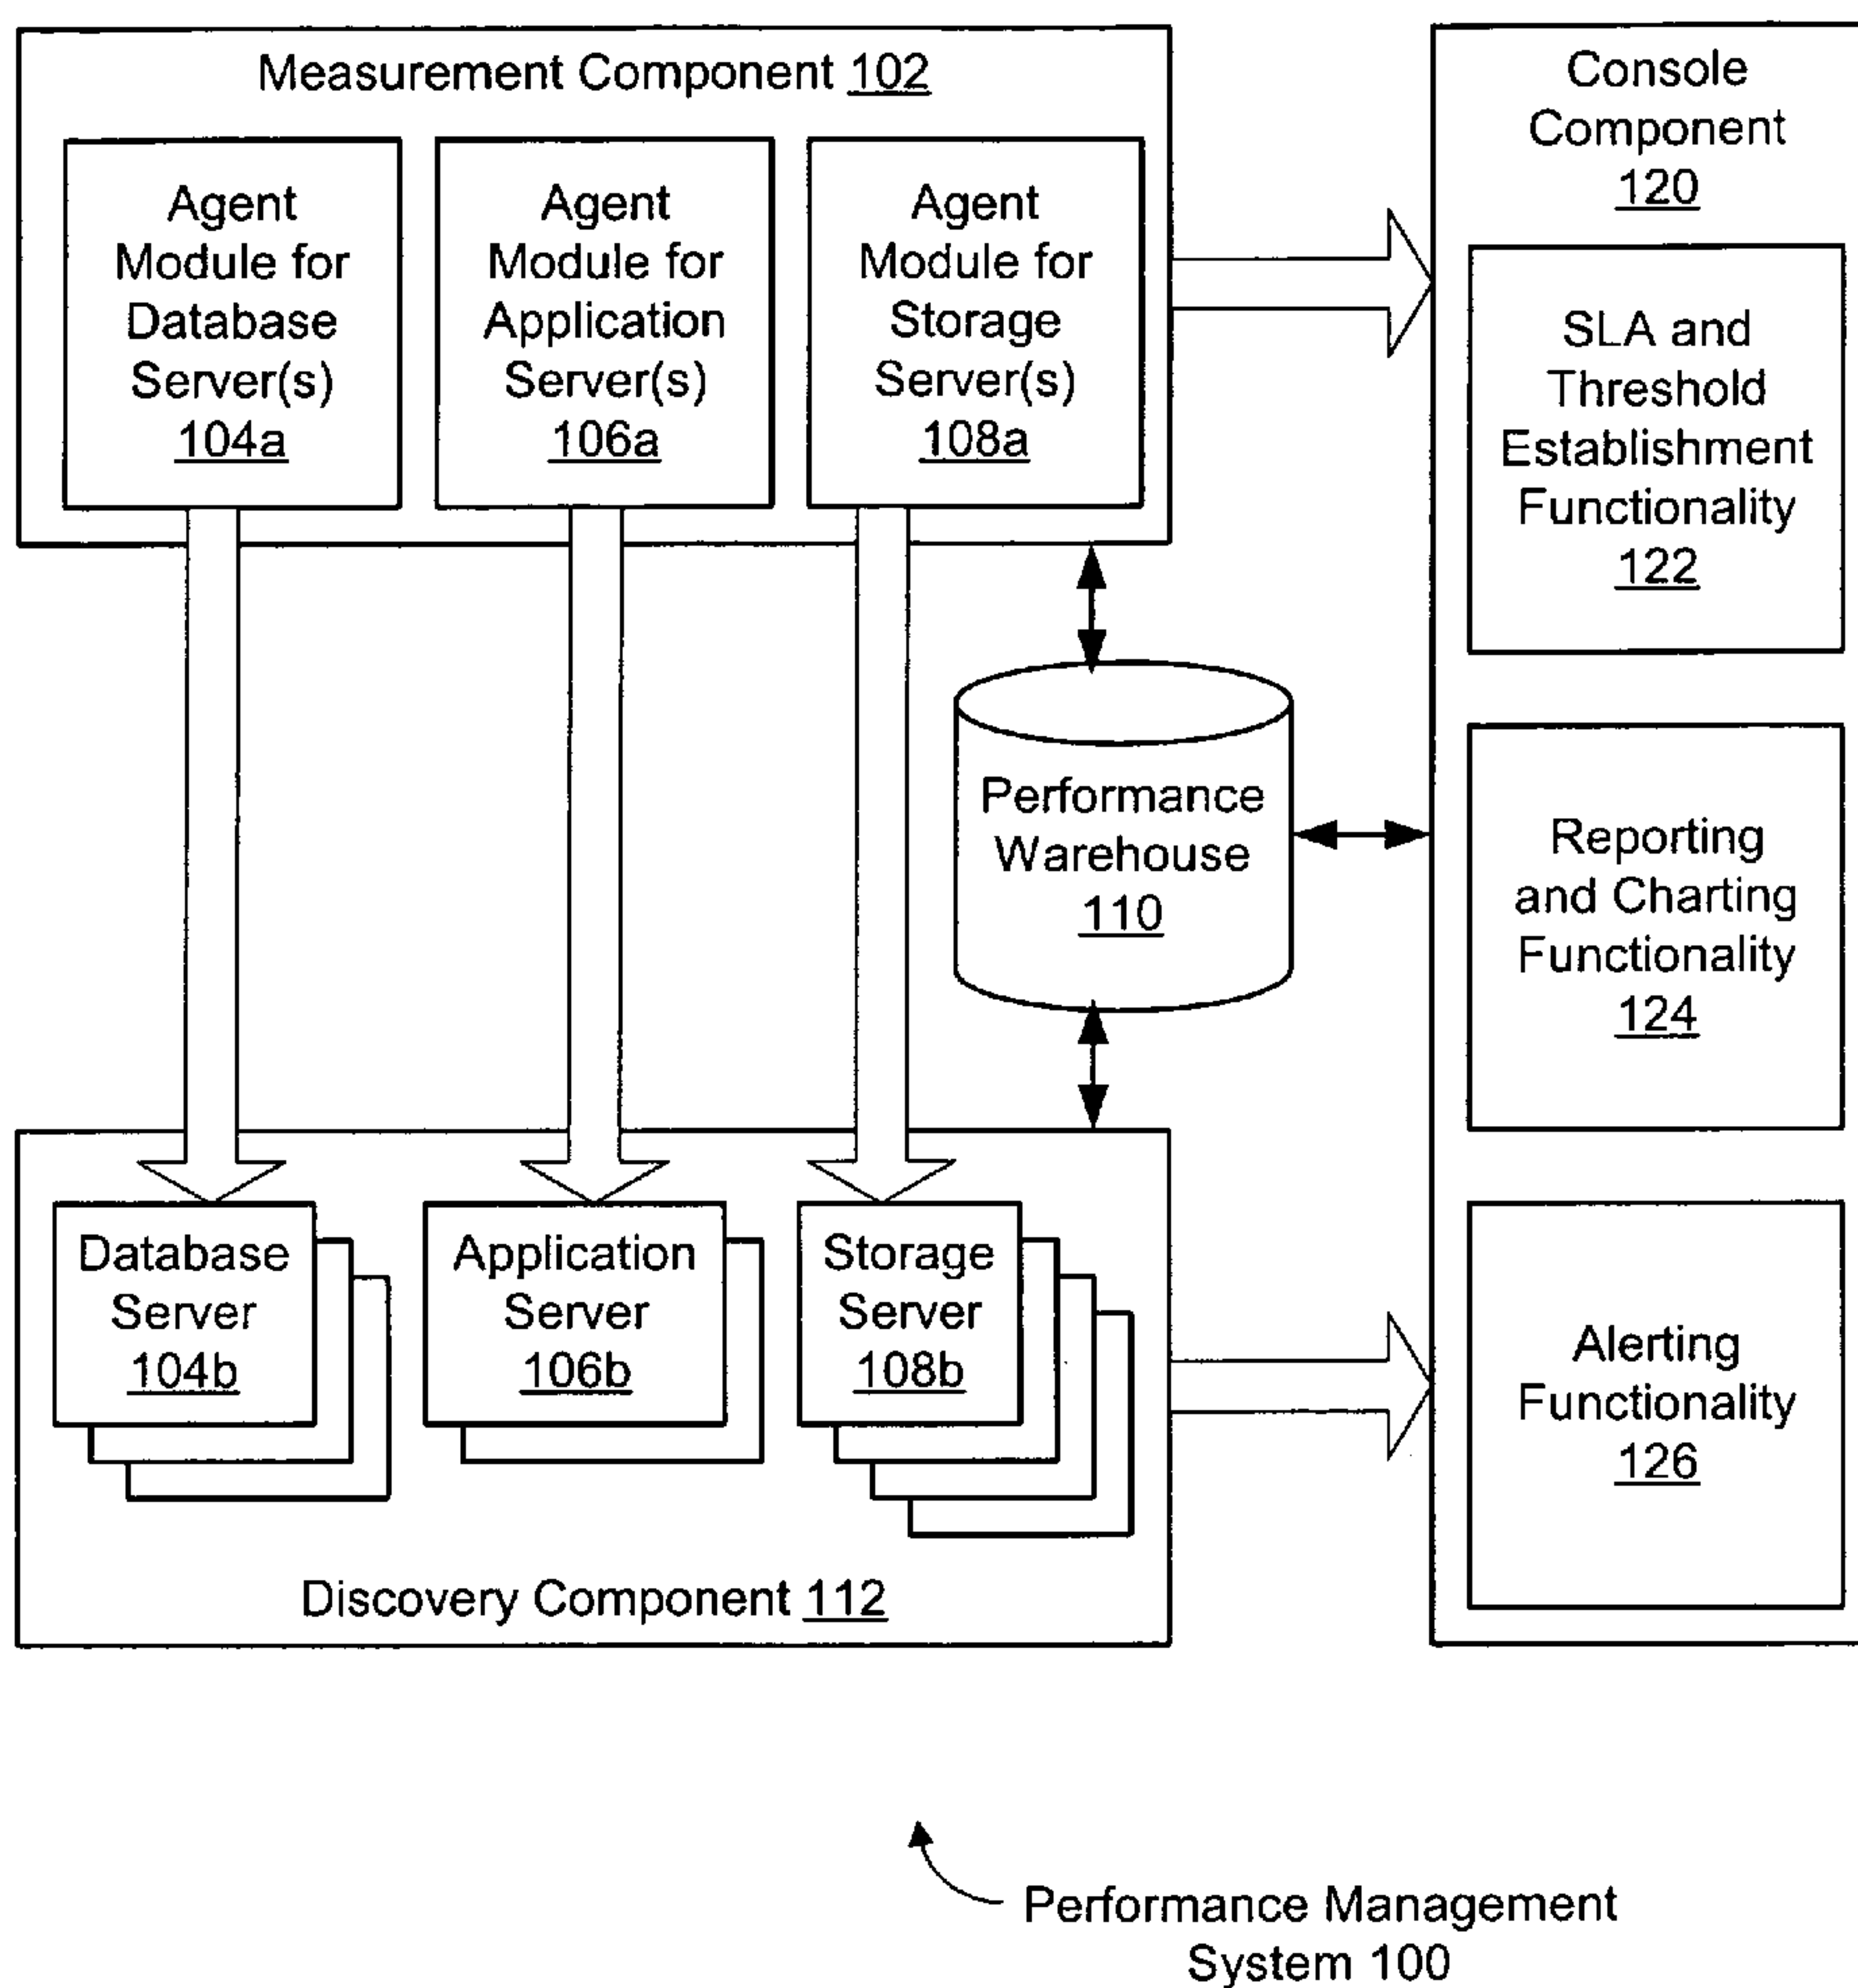 Measurement Component 102
Agent
Module for
Database
Server(s)
104a
Agent
Module for
Application
Server(s)
106a
Agent
Module for
Storage
Server(s)
108a
Console
Component
120
SLA and
Threshold
Establishment
Functionality
122
Performance
Warehouse
110
Reporting
and Charting
Functionality
124
Database
Server
104b
Application
Server
106b
Storage
Server
108b
Alerting
Functionality
126
Discovery Component 112
Performance Management
System 100